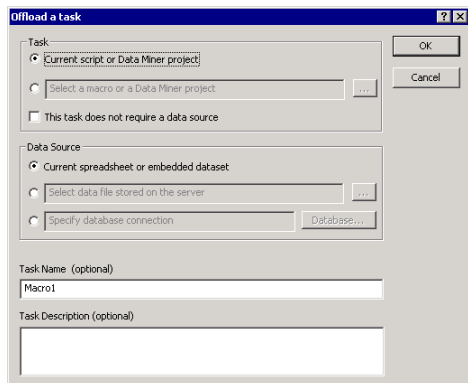 Offload a task
Task
OK
Current script or Data Miner project
Select a macro or a Data Miner project
...
Cancel
This task does not require a data source
Data Source
Current spreadsheet or embedded dataset
Select data file stored on the server
...
Specify database connection
Database...
Task Name (optional)
Macro1
Task Description (optional)